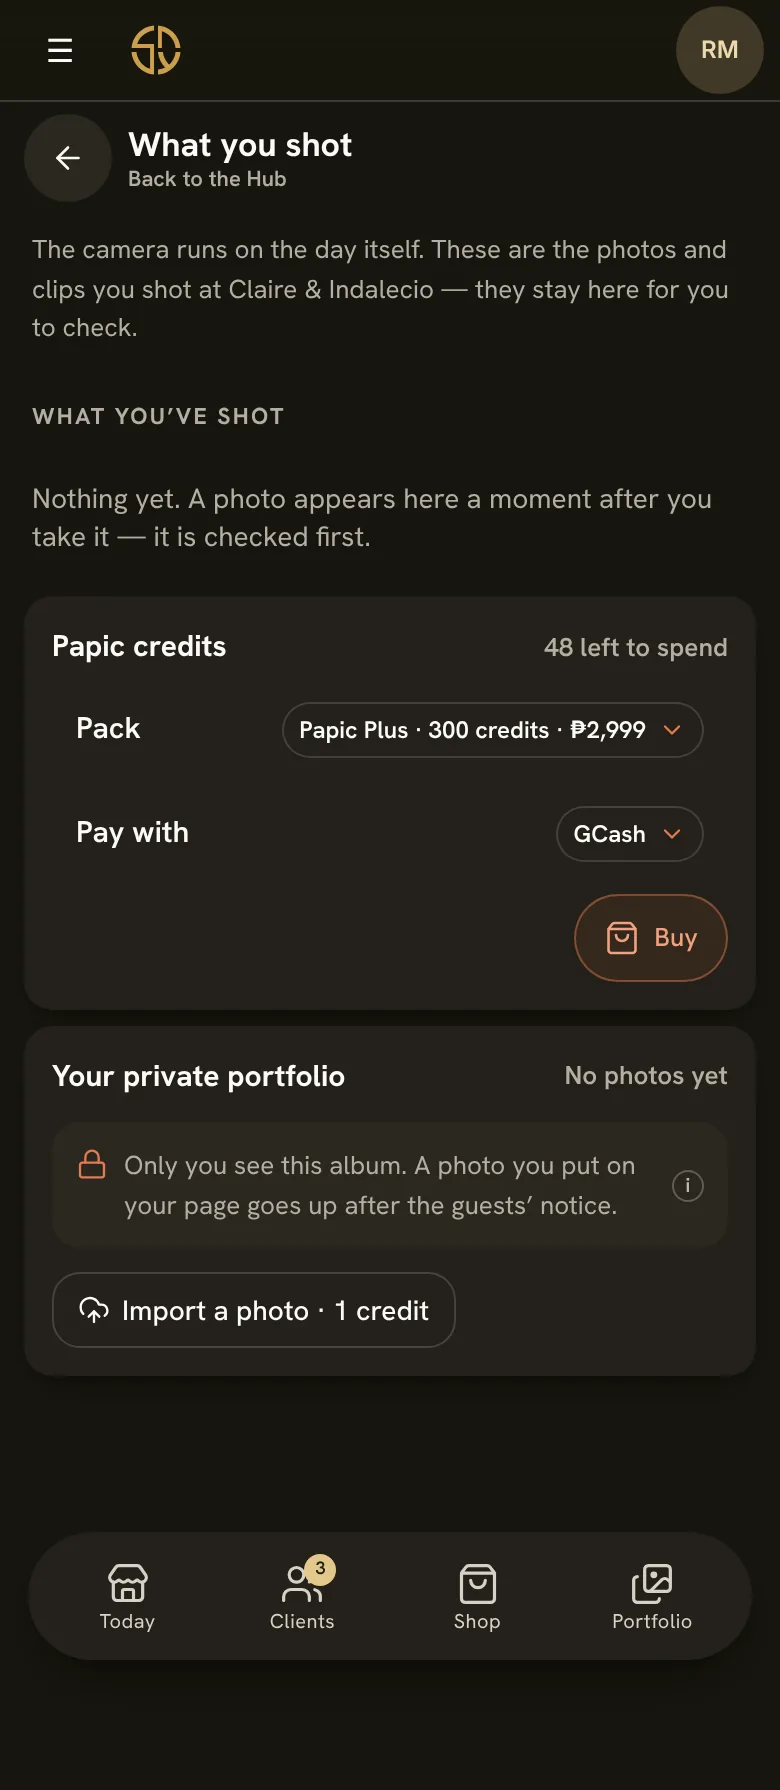 RM
What you shot
Back to the Hub
The camera runs on the day itself. These are the photos and
clips you shot at Claire & Indalecio — they stay here for you
to check.
WHAT YOU’VE SHOT
Nothing yet. A photo appears here a moment after you
take it — it is checked first.
Papic credits
48 left to spend
Pack
Papic Plus · 300 credits · ₱2,999
Pay with
GCash
Buy
Your private portfolio
No photos yet
Only you see this album. A photo you put on
your page goes up after the guests’ notice.
i
Import a photo · 1 credit
3
Today
Clients
Shop
Portfolio